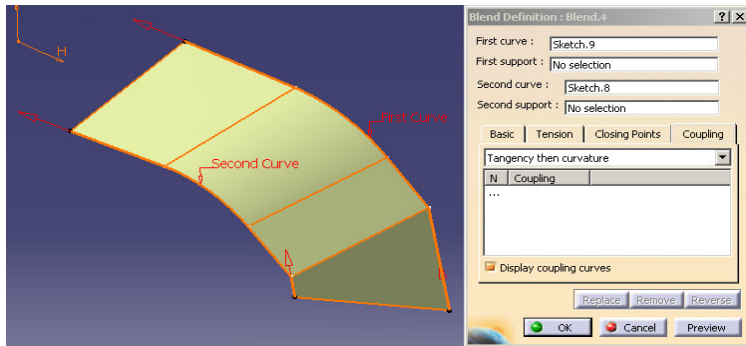 H
First Curve
Second Curve
Blend Definition : Blend.4
First curve : Sketch.9
First support : No selection
Second curve : Sketch.8
Second support : No selection
Basic Tension Closing Points Coupling
Tangency then curvature
N Coupling
...
Display coupling curves
Replace Remove Reverse
OK Cancel Preview